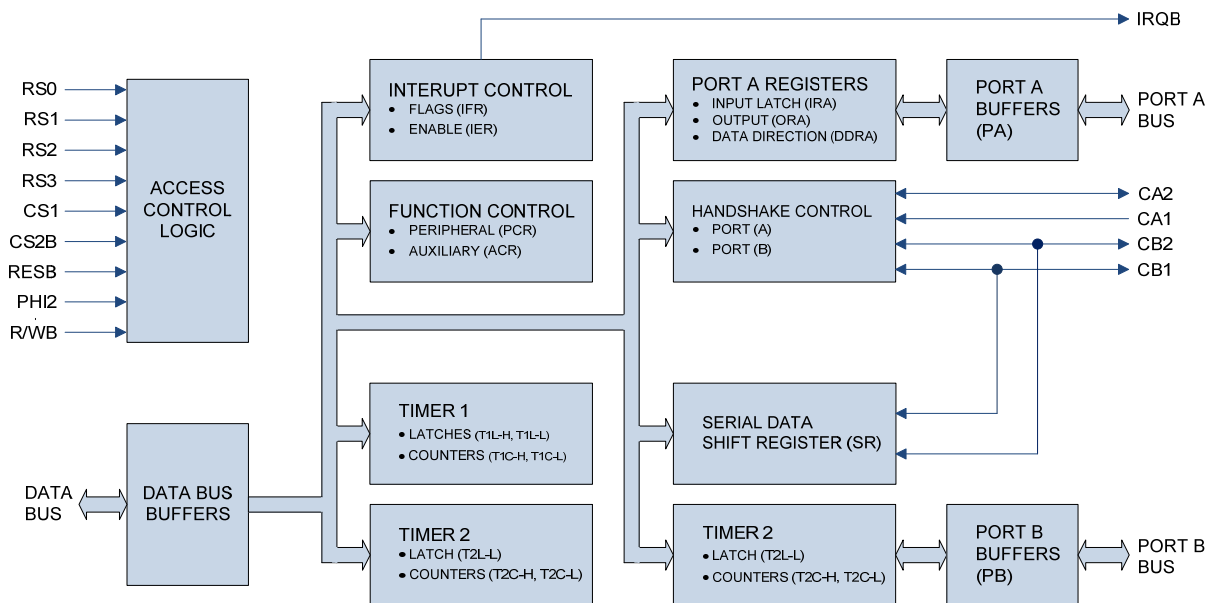 IRQB
RS0
RS1
RS2
RS3
CS1
CS2B
RESB
PHI2
R/WB
ACCESS
CONTROL
LOGIC
INTERUPT CONTROL
• FLAGS (IFR)
• ENABLE (IER)
FUNCTION CONTROL
• PERIPHERAL (PCR)
• AUXILIARY (ACR)
PORT A REGISTERS
• INPUT LATCH (IRA)
• OUTPUT (ORA)
• DATA DIRECTION (DDRA)
PORT A
BUFFERS
(PA)
PORT A
BUS
HANDSHAKE CONTROL
• PORT (A)
• PORT (B)
CA2
CA1
CB2
CB1
DATA
BUS
DATA BUS
BUFFERS
TIMER 1
• LATCHES (T1L-H, T1L-L)
• COUNTERS (T1C-H, T1C-L)
SERIAL DATA
SHIFT REGISTER (SR)
TIMER 2
• LATCH (T2L-L)
• COUNTERS (T2C-H, T2C-L)
TIMER 2
• LATCH (T2L-L)
• COUNTERS (T2C-H, T2C-L)
PORT B
BUFFERS
(PB)
PORT B
BUS